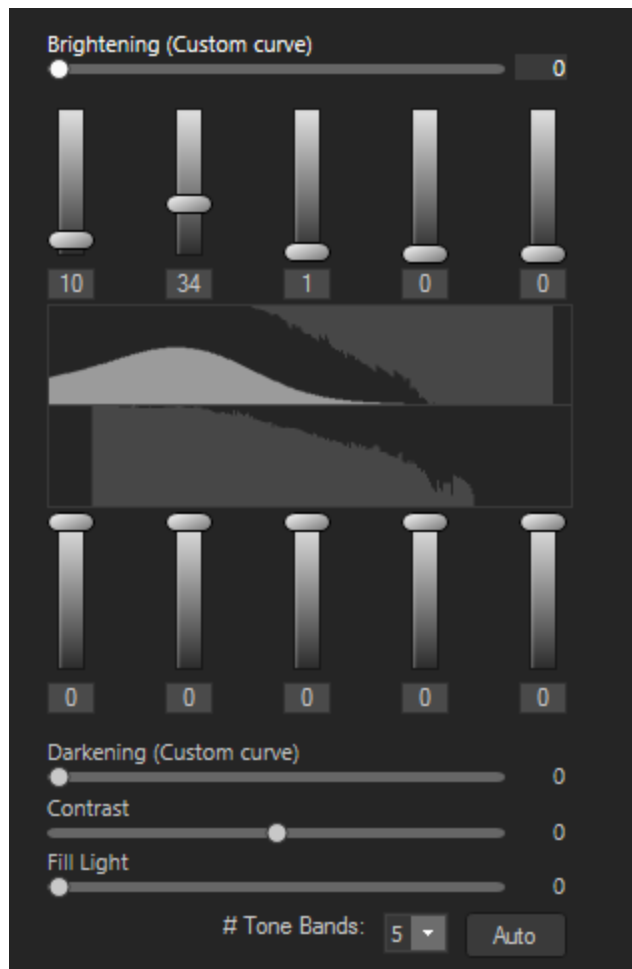 Brightening (Custom curve)
0
10 34 1 0 0
0 0 0 0 0
Darkening (Custom curve)
0
Contrast
0
Fill Light
0
# Tone Bands: 5 Auto